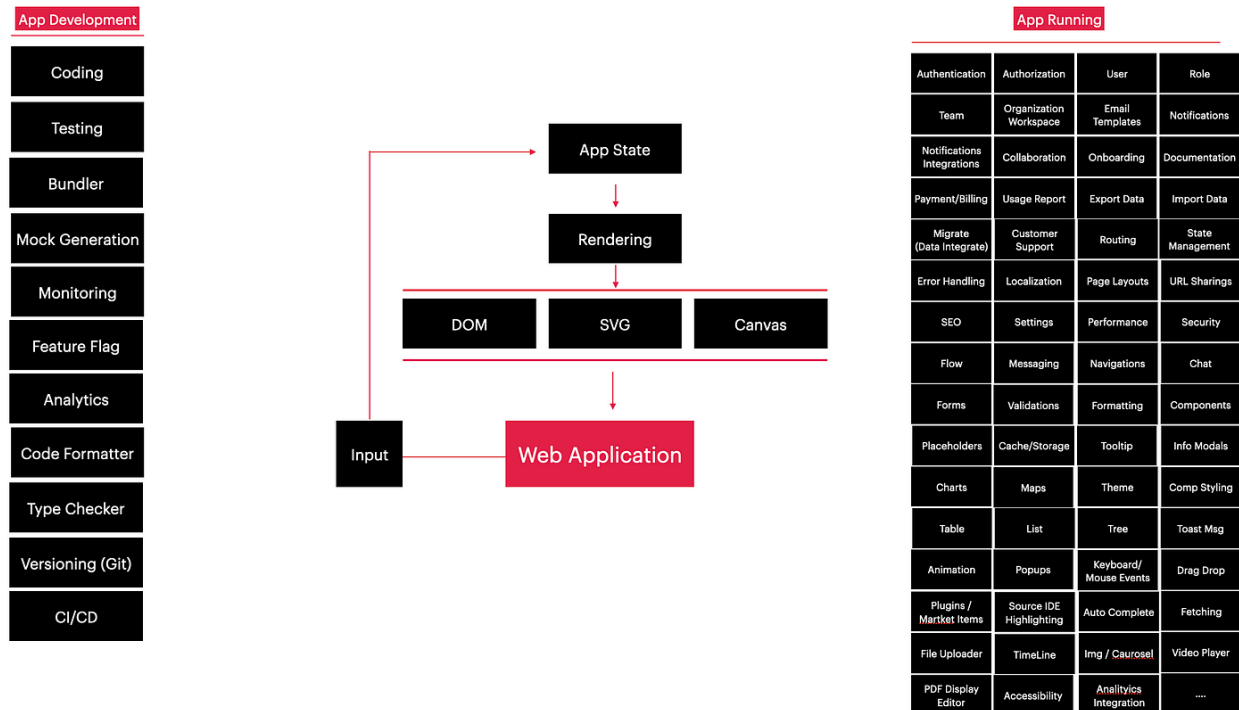 App Development
Coding
Testing
Bundler
Mock Generation
Monitoring
Feature Flag
Analytics
Code Formatter
Type Checker
Versioning (Git)
CI/CD
App State
Rendering
DOM
SVG
Canvas
Input
Web Application
App Running
Authentication
Authorization
User
Role
Team
Organization
Workspace
Email
Templates
Notifications
Notifications
Integrations
Collaboration
Onboarding
Documentation
Payment/Billing
Usage Report
Export Data
Import Data
Migrate
(Data Integrate)
Customer
Support
Routing
State
Management
Error Handling
Localization
Page Layouts
URL Sharings
SEO
Settings
Performance
Security
Flow
Messaging
Navigations
Chat
Forms
Validations
Formatting
Components
Placeholders
Cache/Storage
Tooltip
Info Modals
Charts
Maps
Theme
Comp Styling
Table
List
Tree
Toast Msg
Animation
Popups
Keyboard/
Mouse Events
Drag Drop
Plugins /
Martket Items
Source IDE
Highlighting
Auto Complete
Fetching
File Uploader
TimeLine
Img / Caurosel
Video Player
PDF Display
Editor
Accessibility
Analityics
Integration
....